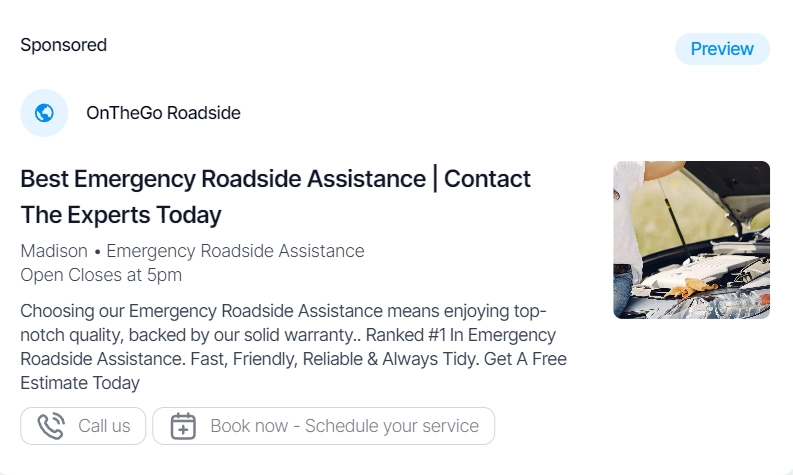 Sponsored
Preview
OnTheGo Roadside
Best Emergency Roadside Assistance | Contact
The Experts Today
Madison • Emergency Roadside Assistance
Open Closes at 5pm
Choosing our Emergency Roadside Assistance means enjoying top-
notch quality, backed by our solid warranty.. Ranked #1 In Emergency
Roadside Assistance. Fast, Friendly, Reliable & Always Tidy. Get A Free
Estimate Today
Call us
Book now - Schedule your service